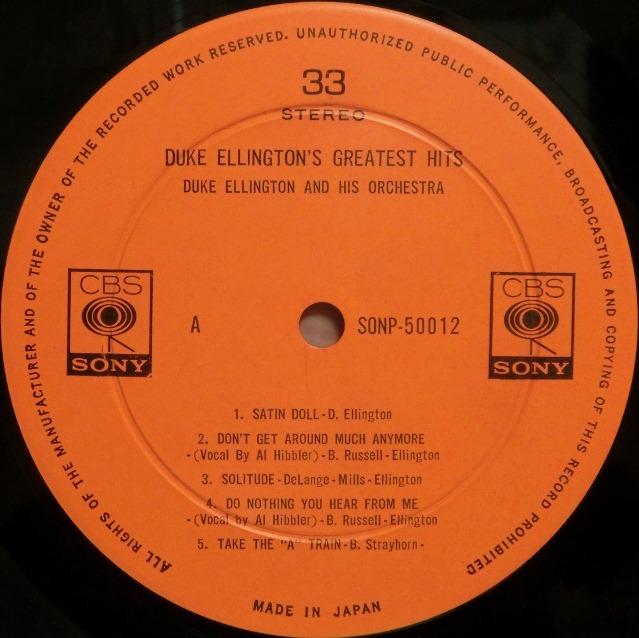 ALL RIGHTS OF THE MANUFACTURER AND OF THE OWNER OF THE RECORDED WORK RESERVED. UNAUTHORIZED PUBLIC PERFORMANCE, BROADCASTING AND COPYING OF THIS RECORD PROHIBITED
33
STEREO
DUKE ELLINGTON'S GREATEST HITS
DUKE ELLINGTON AND HIS ORCHESTRA
CBS
SONY
A
SONP-50012
CBS
SONY
1. SATIN DOLL-D. Ellington
2. DON'T GET AROUND MUCH ANYMORE
-(Vocal By Al Hibbler)-B. Russell-Ellington
3. SOLITUDE-DeLange-Mills-Ellington
4. DO NOTHING YOU HEAR FROM ME
-(Vocal by Al Hibbler)-B. Russell-Ellington
5. TAKE THE "A" TRAIN-B. Strayhorn-
MADE IN JAPAN